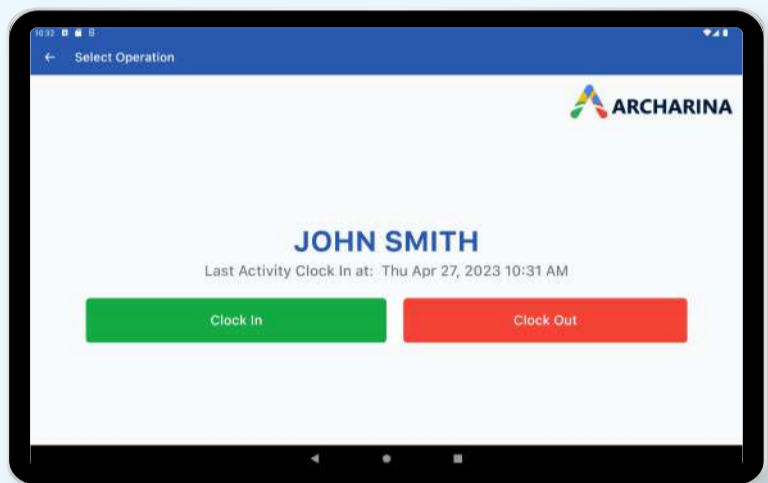 10:32
Select Operation
ARCHARINA
JOHN SMITH
Last Activity Clock In at: Thu Apr 27, 2023 10:31 AM
Clock In
Clock Out